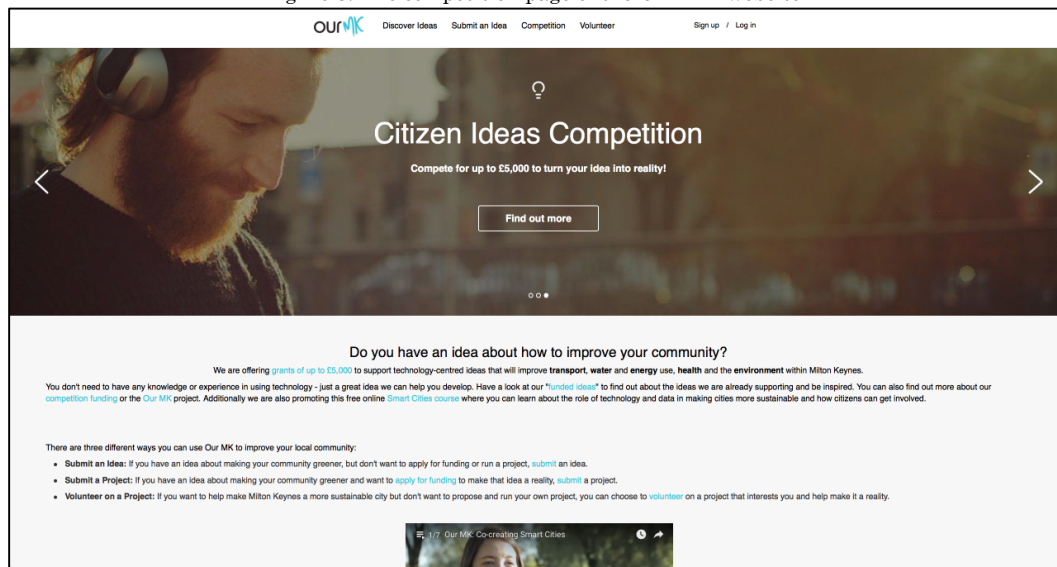 our MK
Discover Ideas Submit an Idea Competition Volunteer Sign up / Log in
Citizen Ideas Competition
Compete for up to £5,000 to turn your idea into reality!
Find out more
Do you have an idea about how to improve your community?
We are offering grants of up to £5,000 to support technology-centred ideas that will improve transport, water and energy use, health and the environment within Milton Keynes.
You don't need to have any knowledge or experience in using technology - just a great idea we can help you develop. Have a look at our "funded ideas" to find out about the ideas we are already supporting and be inspired. You can also find out more about our
competition funding or the Our MK project. Additionally we are also promoting this free online Smart Cities course where you can learn about the role of technology and data in making cities more sustainable and how citizens can get involved.
There are three different ways you can use Our MK to improve your local community:
• Submit an Idea: If you have an idea about making your community greener, but don't want to apply for funding or run a project, submit an idea.
• Submit a Project: If you have an idea about making your community greener and want to apply for funding to make that idea a reality, submit a project.
• Volunteer on a Project: If you want to help make Milton Keynes a more sustainable city but don't want to propose and run your own project, you can choose to volunteer on a project that interests you and help make it a reality.
1/7 Our MK: Co-creating Smart Cities